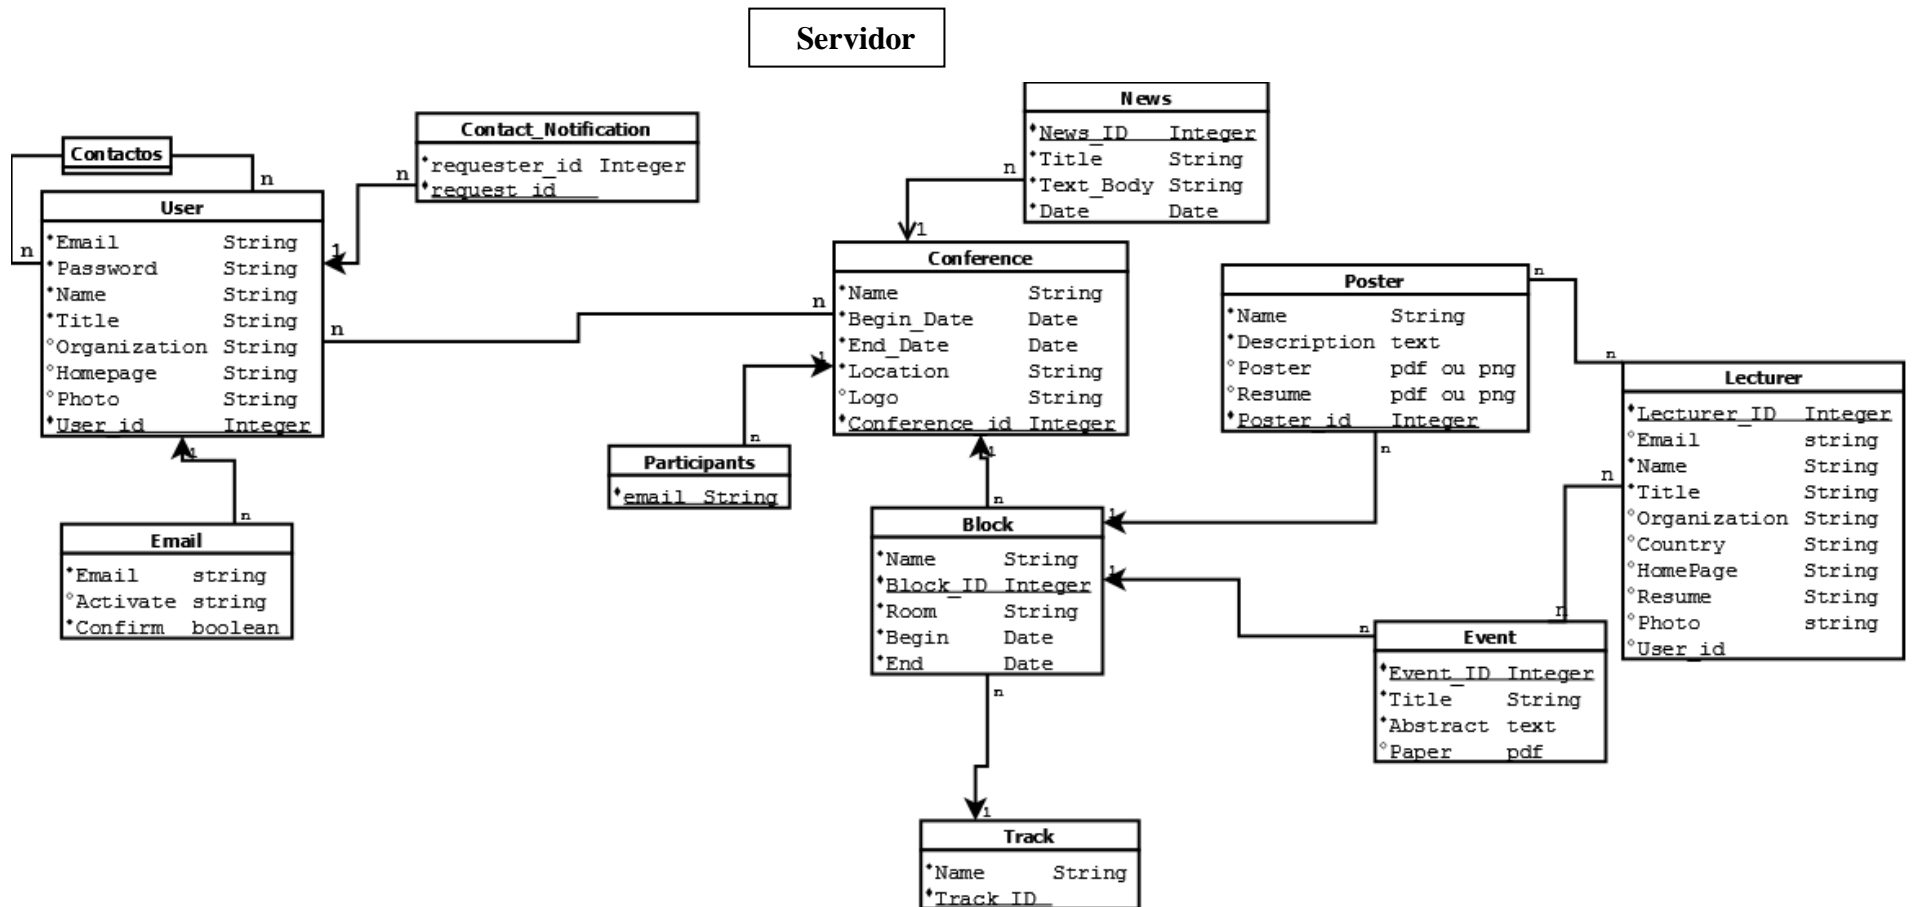 Servidor
Contactos
n
n
User
*Email String
*Password String
*Name String
*Title String
°Organization String
°Homepage String
°Photo String
♦User_id Integer
Contact_Notification
*requester_id Integer
♦request_id
n
1
News
♦News_ID Integer
*Title String
*Text_Body String
*Date Date
n
1
Conference
*Name String
*Begin_Date Date
*End_Date Date
*Location String
°Logo String
♦Conference_id Integer
n
n
1
n
Participants
♦email String
1
n
Email
*Email string
°Activate string
*Confirm boolean
1
n
Block
*Name String
♦Block_ID Integer
*Room String
*Begin Date
*End Date
Poster
*Name String
*Description text
°Poster pdf ou png
°Resume pdf ou png
♦Poster_id Integer
n
n
n
1
Lecturer
♦Lecturer_ID Integer
°Email string
*Name String
*Title String
°Organization String
°Country String
°HomePage String
°Resume String
°Photo string
°User_id
n
n
1
n
Event
♦Event_ID Integer
*Title String
*Abstract text
°Paper pdf
n
1
Track
*Name String
♦Track_ID